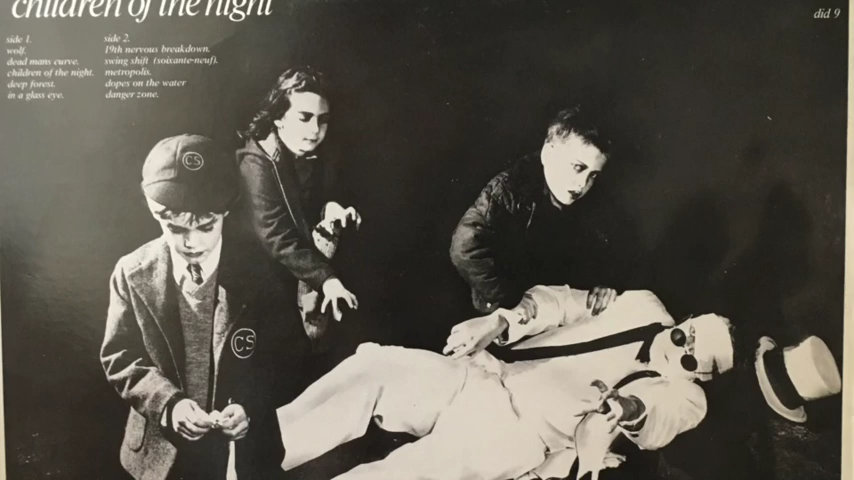 children of the night
did 9
side 1.
wolf.
dead mans curve.
children of the night.
deep forest.
in a glass eye.
side 2.
19th nervous breakdown.
swing shift (soixante-neuf).
metropolis.
dopes on the water
danger zone.
CS
CS